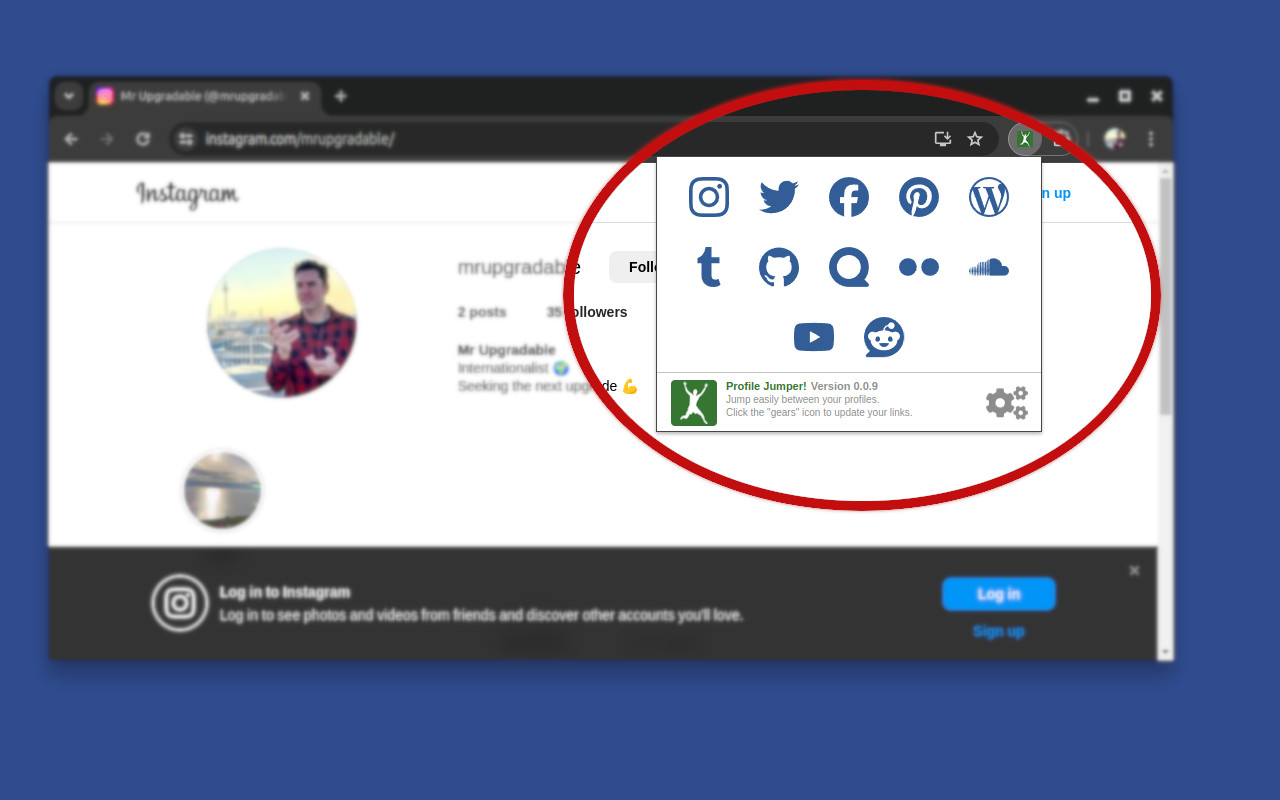 Mr Upgradable (@mrupgradab
instagram.com/mrupgradable/
Instagram
n up
mrupgradable
Follo
2 posts
35 followers
Mr Upgradable
Internationalist 🌍
Seeking the next upgrade 💪
Profile Jumper! Version 0.0.9
Jump easily between your profiles.
Click the "gears" icon to update your links.
Log in to Instagram
Log in to see photos and videos from friends and discover other accounts you'll love.
Log in
Sign up